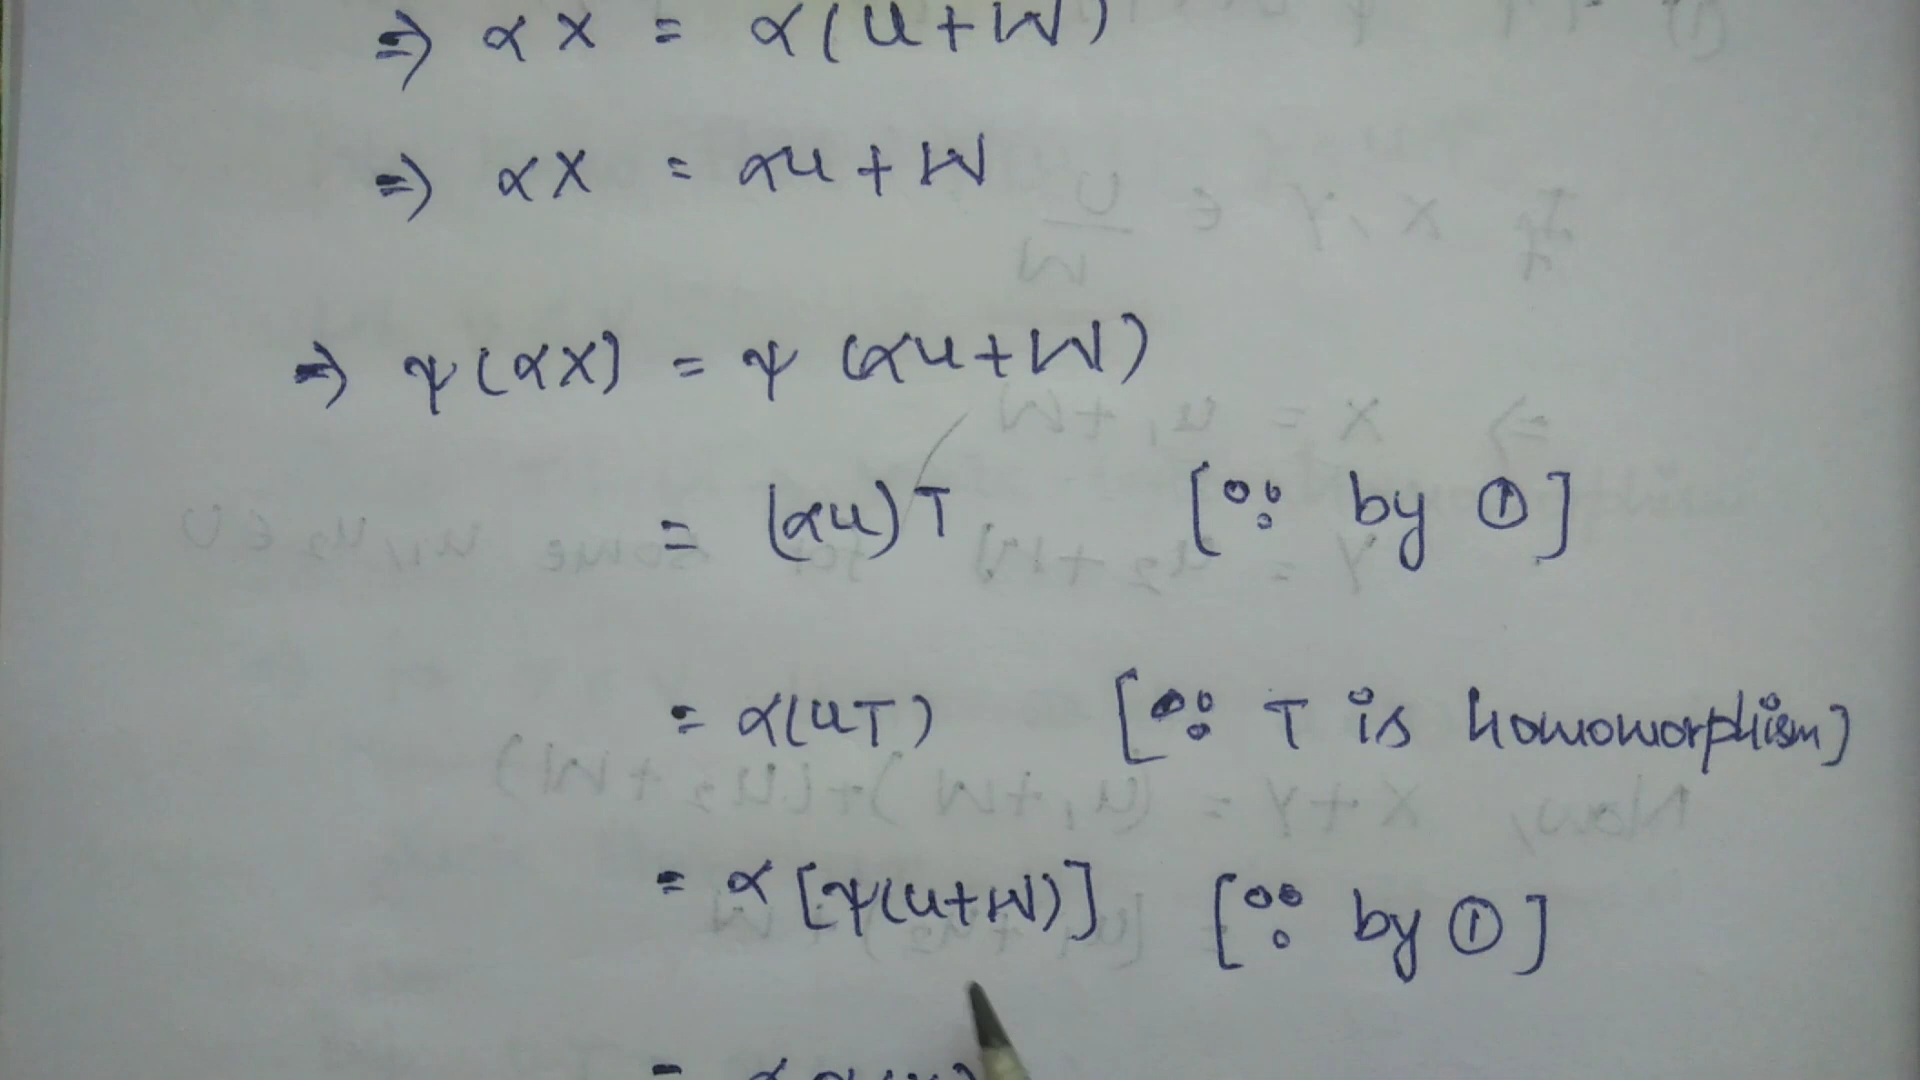 ⇒ αX = α(u+W)
⇒ αX = αu+W
⇒ ψ(αX) = ψ(αu+W)
= (αu)T [∵ by ①]
= α(uT) [∵ T is homomorphism]
= α[ψ(u+W)] [∵ by ①]